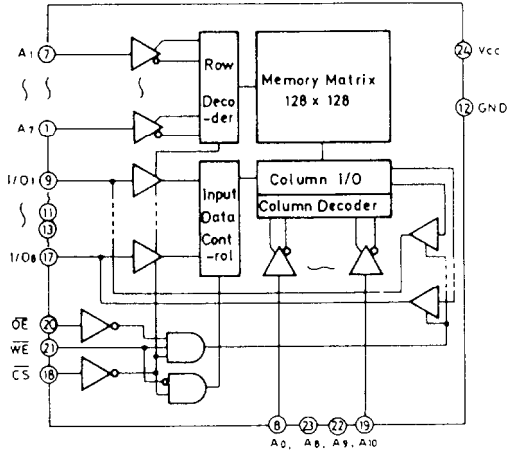 A1 7
Row
Deco
-der
Memory Matrix
128 x 128
24 Vcc
12 GND
A7 1
I/O1 9
11
13
I/O8 17
Input
Data
Cont
-rol
Column I/O
Column Decoder
OE 20
WE 21
CS 18
8 23 22 19
A0, A8, A9, A10